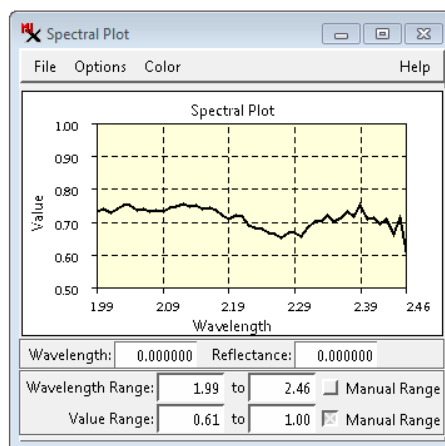 Spectral Plot
File Options Color Help
Spectral Plot
1.00
0.90
0.80
0.70
0.60
0.50
Value
1.99 2.09 2.19 2.29 2.39 2.46
Wavelength
Wavelength: 0.000000 Reflectance: 0.000000
Wavelength Range: 1.99 to 2.46 Manual Range
Value Range: 0.61 to 1.00 Manual Range